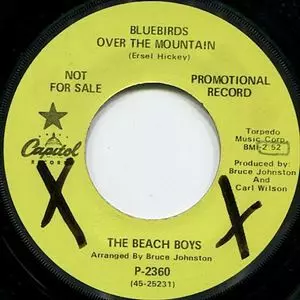 BLUEBIRDS
OVER THE MOUNTAIN
(Ersel Hickey)
NOT
FOR SALE
PROMOTIONAL
RECORD
Capitol
RECORDS
Torpedo
Music Corp.
BMI-2:52
Produced by:
Bruce Johnston
And
Carl Wilson
X
X
THE BEACH BOYS
Arranged By Bruce Johnston
P-2360
(45-25231)